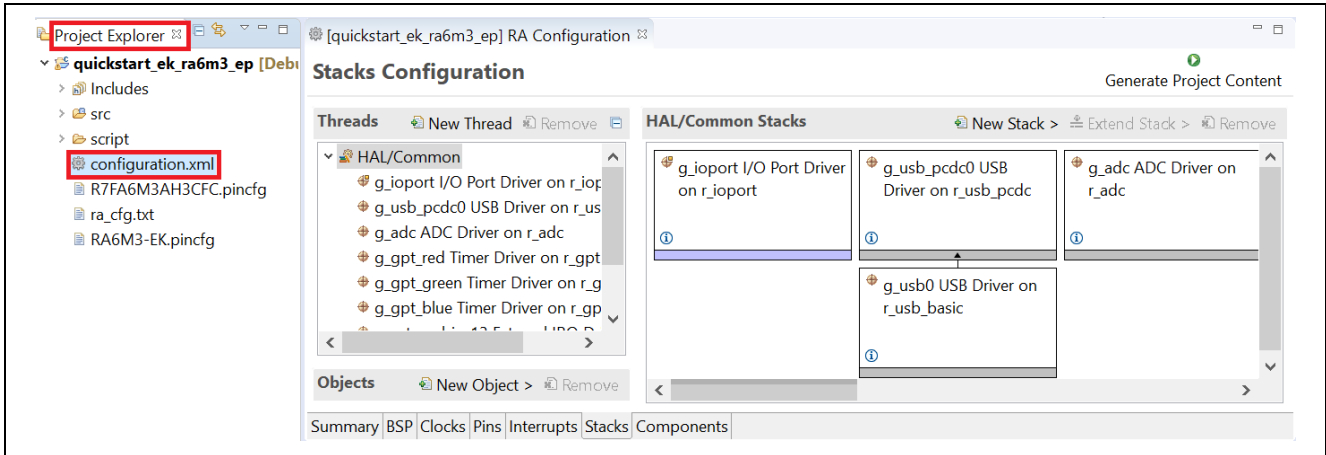 Project Explorer
quickstart_ek_ra6m3_ep [Debu
Includes
src
script
configuration.xml
R7FA6M3AH3CFC.pincfg
ra_cfg.txt
RA6M3-EK.pincfg
[quickstart_ek_ra6m3_ep] RA Configuration
Stacks Configuration
Generate Project Content
Threads
New Thread
Remove
HAL/Common
g_ioport I/O Port Driver on r_iop
g_usb_pcdc0 USB Driver on r_us
g_adc ADC Driver on r_adc
g_gpt_red Timer Driver on r_gpt
g_gpt_green Timer Driver on r_g
g_gpt_blue Timer Driver on r_gp
Objects
New Object >
Remove
HAL/Common Stacks
New Stack >
Extend Stack >
Remove
g_ioport I/O Port Driver
on r_ioport
g_usb_pcdc0 USB
Driver on r_usb_pcdc
g_adc ADC Driver on
r_adc
g_usb0 USB Driver on
r_usb_basic
Summary BSP Clocks Pins Interrupts Stacks Components